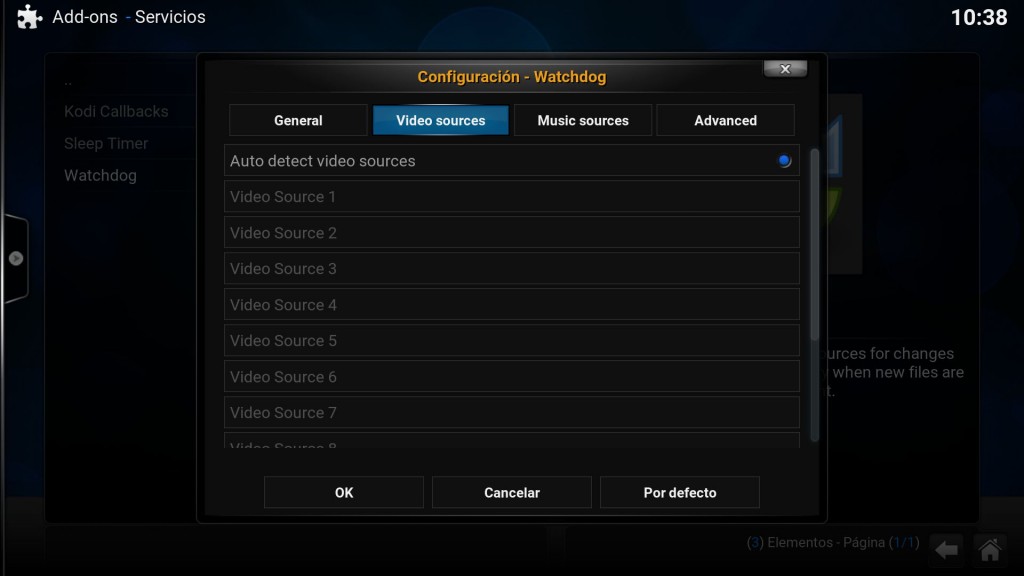 Add-ons - Servicios
10:38
..
Kodi Callbacks
Sleep Timer
Watchdog
Configuración - Watchdog
General
Video sources
Music sources
Advanced
Auto detect video sources
Video Source 1
Video Source 2
Video Source 3
Video Source 4
Video Source 5
Video Source 6
Video Source 7
Video Source 8
urces for changes
when new files are
t.
OK
Cancelar
Por defecto
(3) Elementos - Página (1/1)